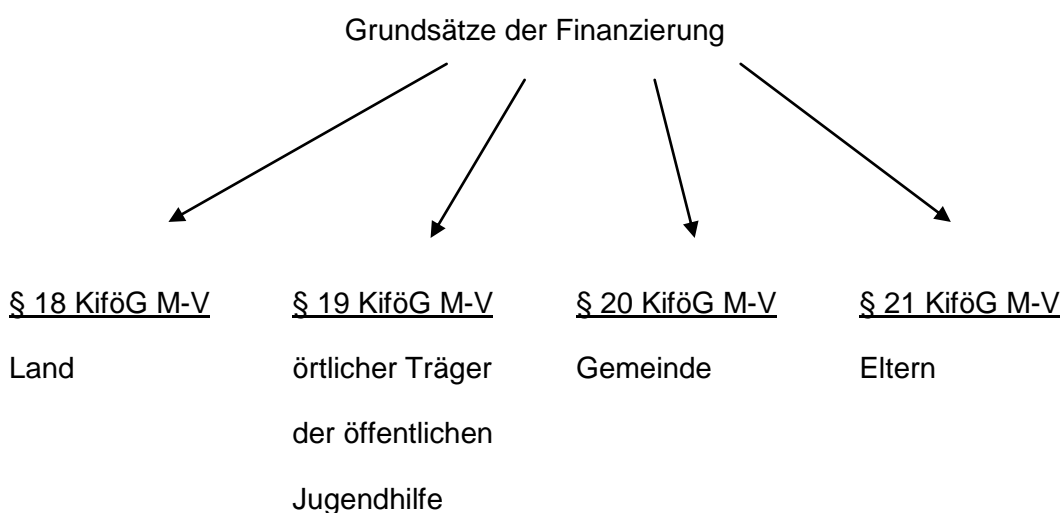 Grundsätze der Finanzierung
§ 18 KiföG M-V
Land
§ 19 KiföG M-V
örtlicher Träger
der öffentlichen
Jugendhilfe
§ 20 KiföG M-V
Gemeinde
§ 21 KiföG M-V
Eltern